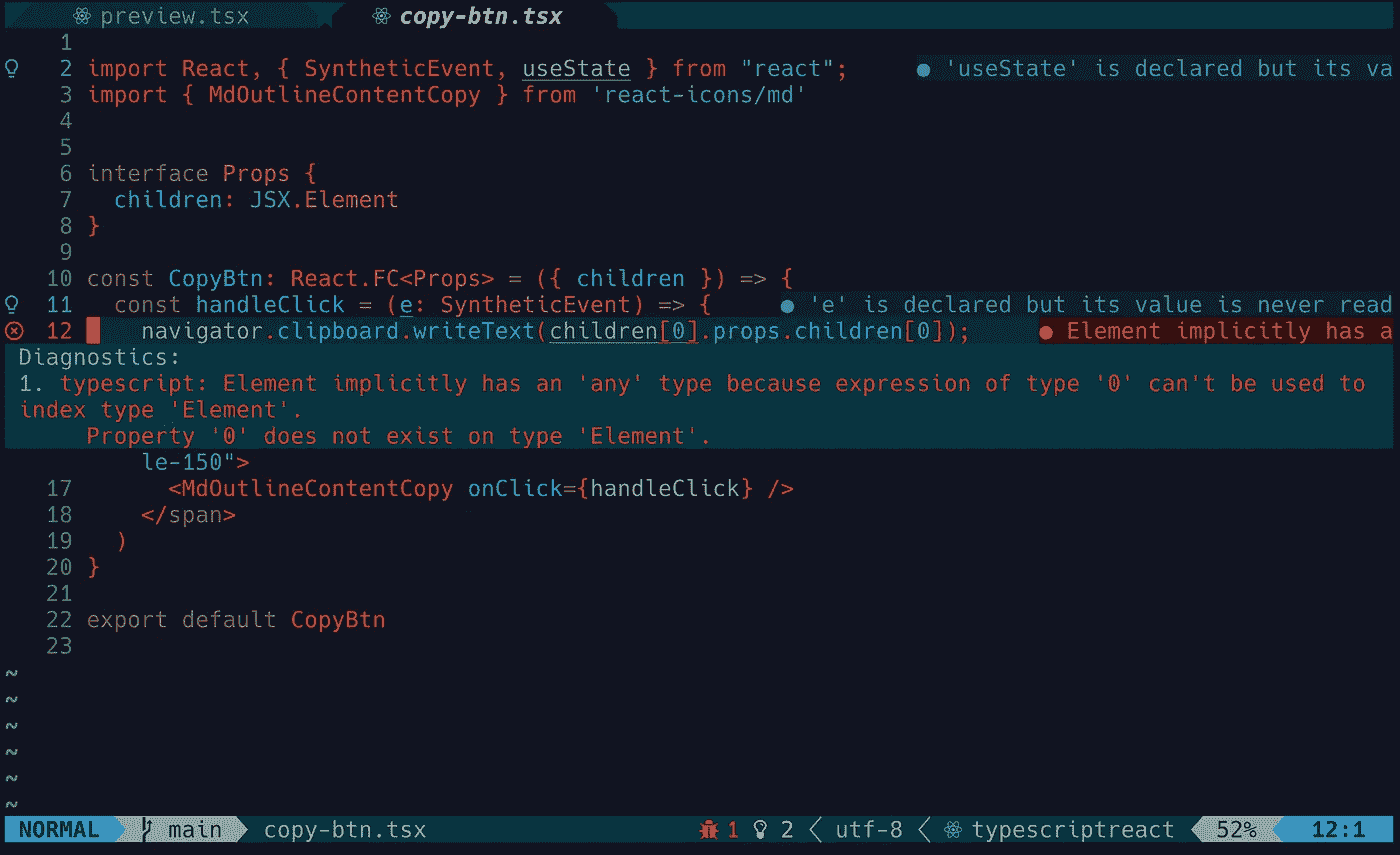 preview.tsx copy-btn.tsx
1
2 import React, { SyntheticEvent, useState } from "react"; ● 'useState' is declared but its va
3 import { MdOutlineContentCopy } from 'react-icons/md'
4
5
6 interface Props {
7 children: JSX.Element
8 }
9
10 const CopyBtn: React.FC<Props> = ({ children }) => {
11 const handleClick = (e: SyntheticEvent) => { ● 'e' is declared but its value is never read
12 navigator.clipboard.writeText(children[0].props.children[0]); ● Element implicitly has a
Diagnostics:
1. typescript: Element implicitly has an 'any' type because expression of type '0' can't be used to
index type 'Element'.
Property '0' does not exist on type 'Element'.
le-150">
17 <MdOutlineContentCopy onClick={handleClick} />
18 </span>
19 )
20 }
21
22 export default CopyBtn
23
~
~
~
~
~
~
NORMAL main copy-btn.tsx 1 2 utf-8 typescriptreact 52% 12:1